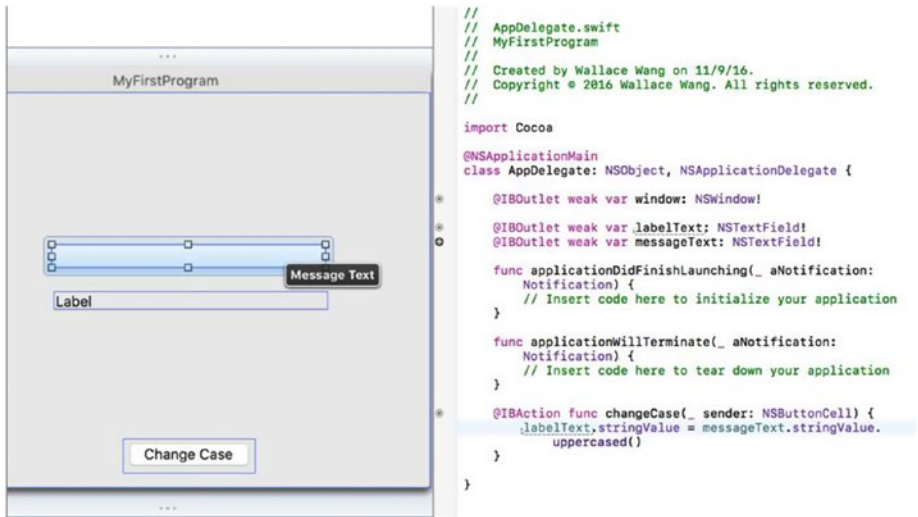 MyFirstProgram
Message Text
Label
Change Case
//
//  AppDelegate.swift
//  MyFirstProgram
//
//  Created by Wallace Wang on 11/9/16.
//  Copyright © 2016 Wallace Wang. All rights reserved.
//
import Cocoa
@NSApplicationMain
class AppDelegate: NSObject, NSApplicationDelegate {
@IBOutlet weak var window: NSWindow!
@IBOutlet weak var labelText: NSTextField!
@IBOutlet weak var messageText: NSTextField!
func applicationDidFinishLaunching(_ aNotification:
Notification) {
// Insert code here to initialize your application
}
func applicationWillTerminate(_ aNotification:
Notification) {
// Insert code here to tear down your application
}
@IBAction func changeCase(_ sender: NSButtonCell) {
labelText.stringValue = messageText.stringValue.
uppercased()
}
}